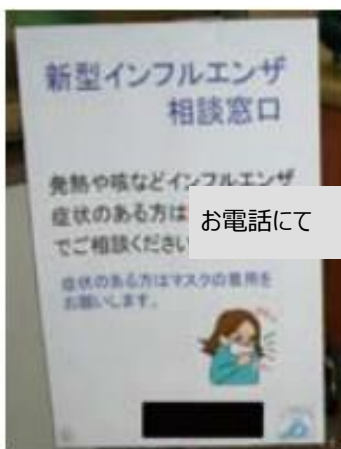 新型インフルエンザ
相談窓口
発熱や咳などインフルエンザ
症状のある方は
お電話にて
でご相談ください
症状のある方はマスクの着用を
お願いします。